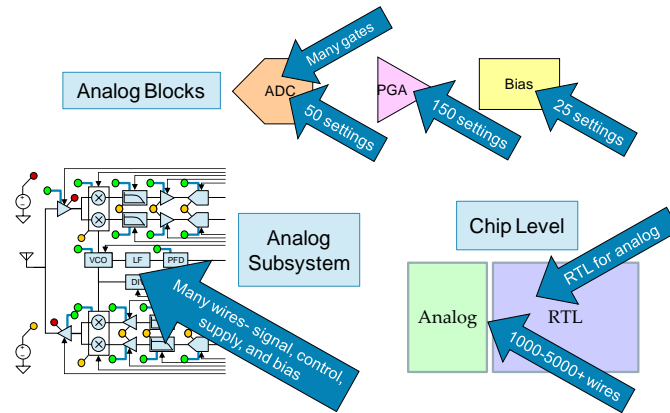 Many gates
Analog Blocks
ADC
PGA
Bias
50 settings
150 settings
25 settings
Analog
Subsystem
Chip Level
VCO
LF
PFD
Many wires- signal, control,
supply, and bias
RTL for analog
Analog
RTL
1000-5000+ wires